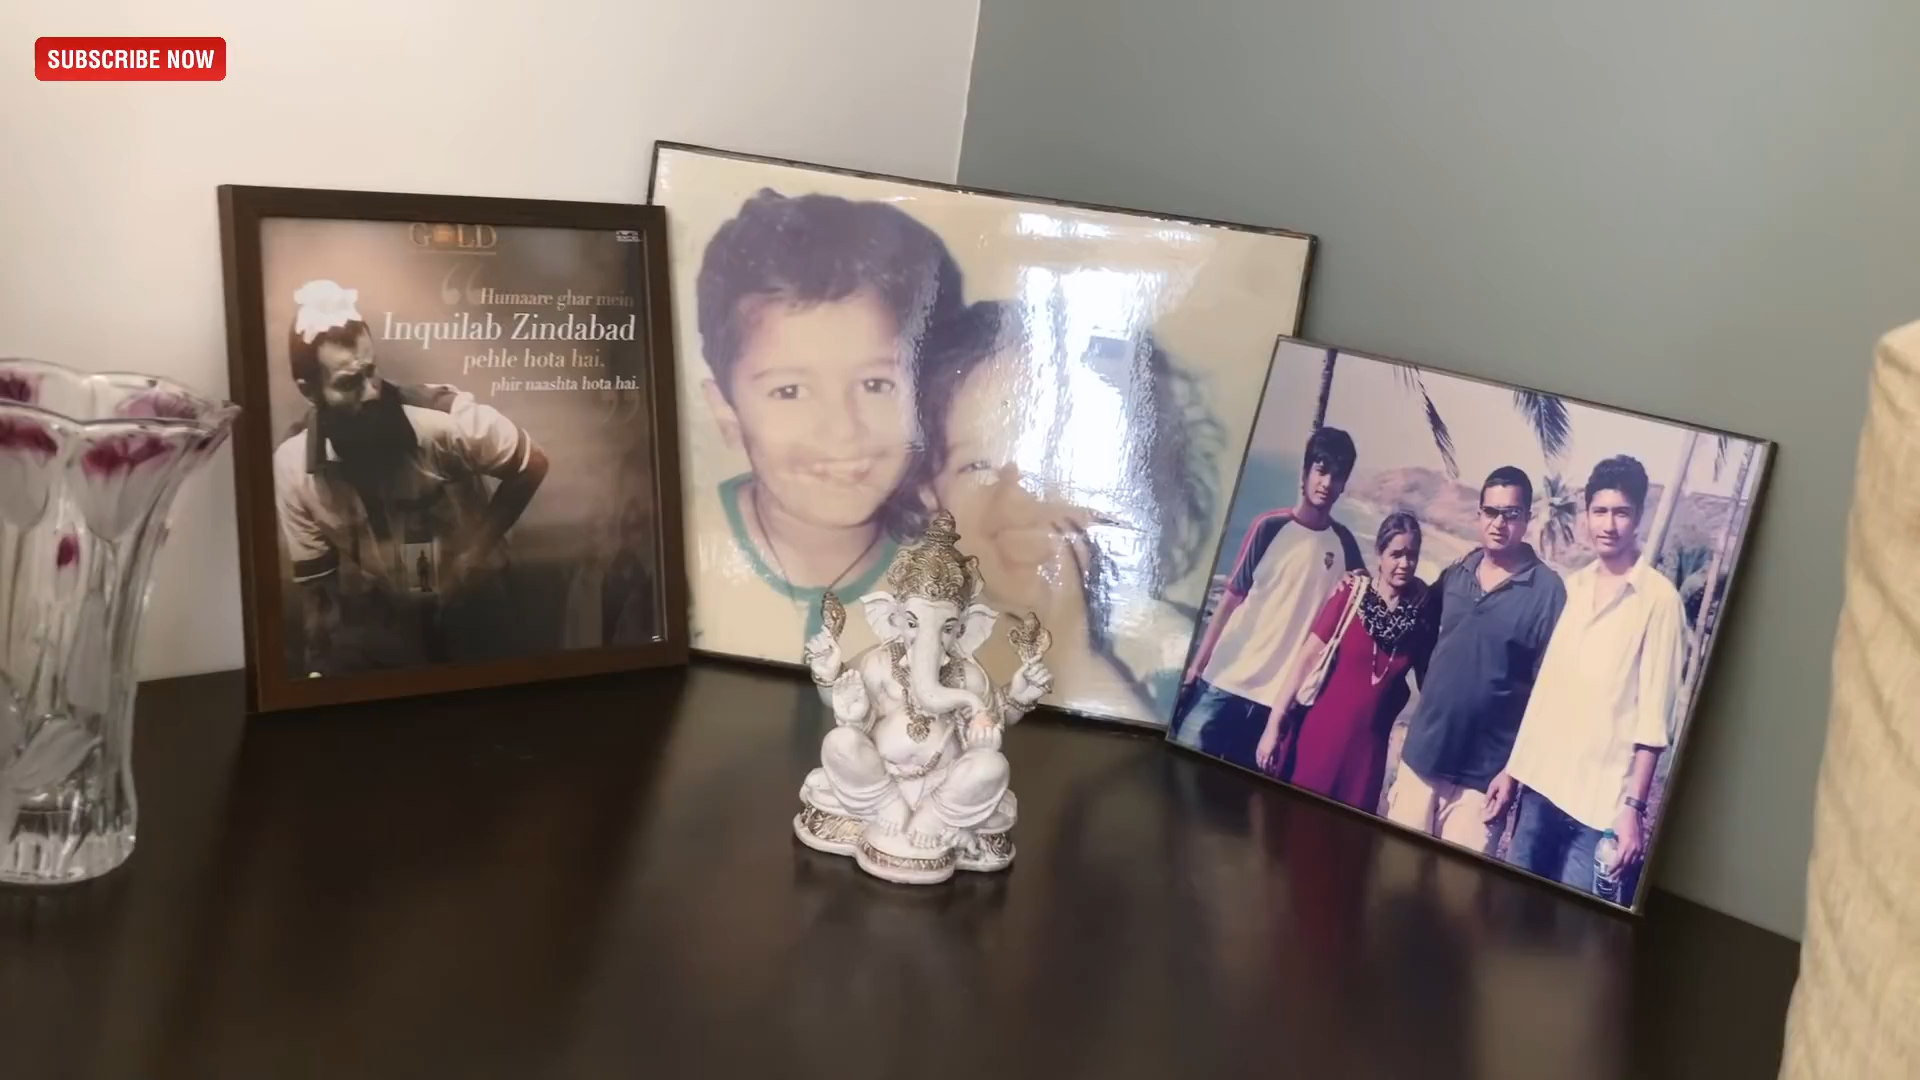 SUBSCRIBE NOW
GOLD
“Humaare ghar mein
Inquilab Zindabad
pehle hota hai,
phir naashta hota hai.”